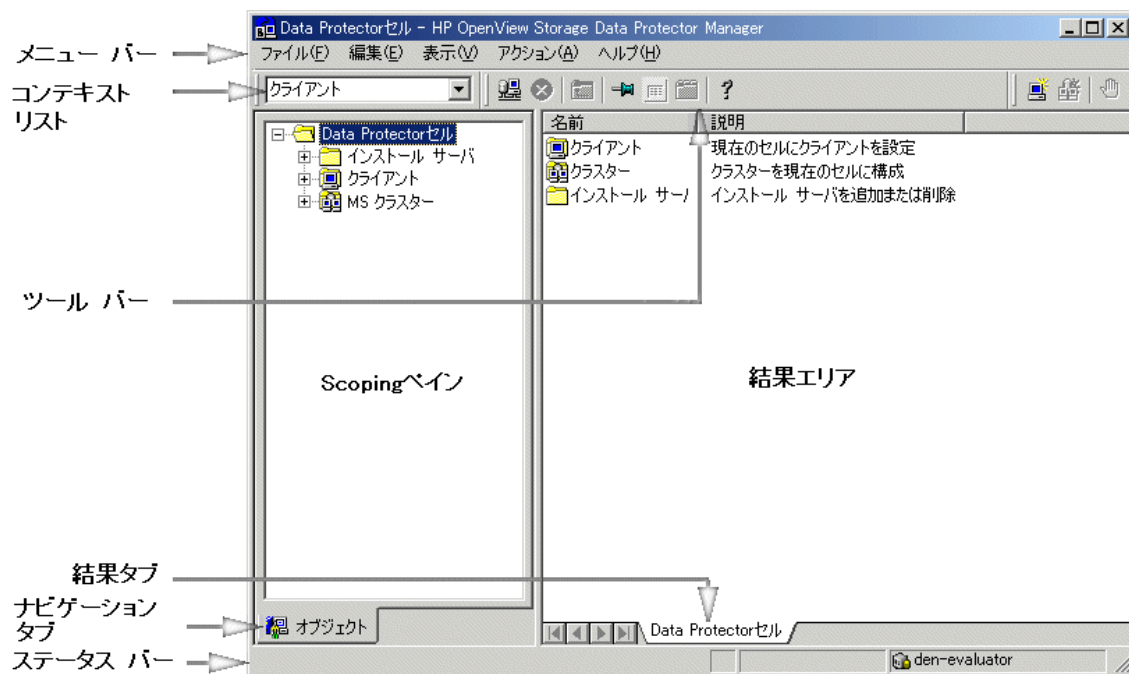 Data Protectorセル - HP OpenView Storage Data Protector Manager
メニュー バー
ファイル(F) 編集(E) 表示(V) アクション(A) ヘルプ(H)
コンテキスト
リスト
クライアント
?
Data Protectorセル
インストール サーバ
クライアント
MS クラスター
名前 説明
クライアント 現在のセルにクライアントを設定
クラスター クラスターを現在のセルに構成
インストール サーバ インストール サーバを追加または削除
ツール バー
Scopingペイン
結果エリア
結果タブ
ナビゲーション
タブ
オブジェクト
Data Protectorセル
ステータス バー
den-evaluator